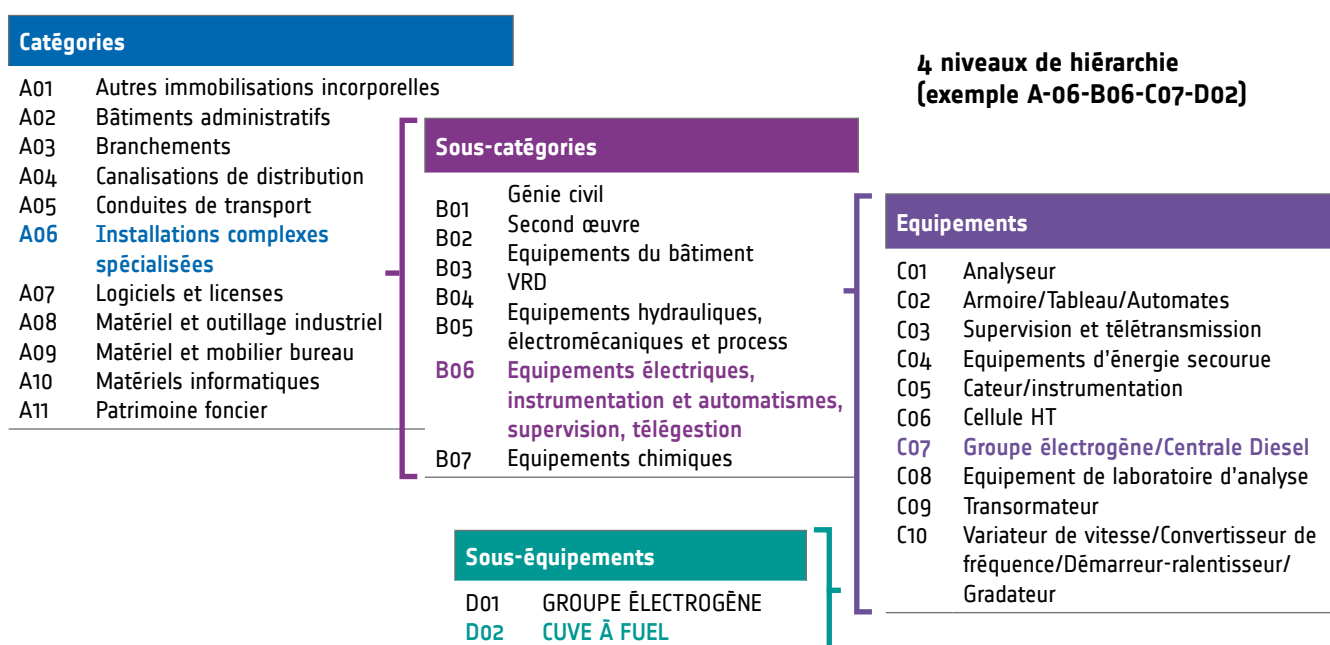 Catégories
A01 Autres immobilisations incorporelles
A02 Bâtiments administratifs
A03 Branchements
A04 Canalisations de distribution
A05 Conduites de transport
A06 Installations complexes
spécialisées
A07 Logiciels et licenses
A08 Matériel et outillage industriel
A09 Matériel et mobilier bureau
A10 Matériels informatiques
A11 Patrimoine foncier
4 niveaux de hiérarchie
(exemple A-06-B06-C07-D02)
Sous-catégories
B01 Génie civil
B02 Second œuvre
B03 Equipements du bâtiment
B04 VRD
B05 Equipements hydrauliques,
électromécaniques et process
B06 Equipements électriques,
instrumentation et automatismes,
supervision, télégestion
B07 Equipements chimiques
Equipements
C01 Analyseur
C02 Armoire/Tableau/Automates
C03 Supervision et télétransmission
C04 Equipements d'énergie secourue
C05 Cateur/instrumentation
C06 Cellule HT
C07 Groupe électrogène/Centrale Diesel
C08 Equipement de laboratoire d'analyse
C09 Transormateur
C10 Variateur de vitesse/Convertisseur de
fréquence/Démarreur-ralentisseur/
Gradateur
Sous-équipements
D01 GROUPE ÉLECTROGÈNE
D02 CUVE À FUEL